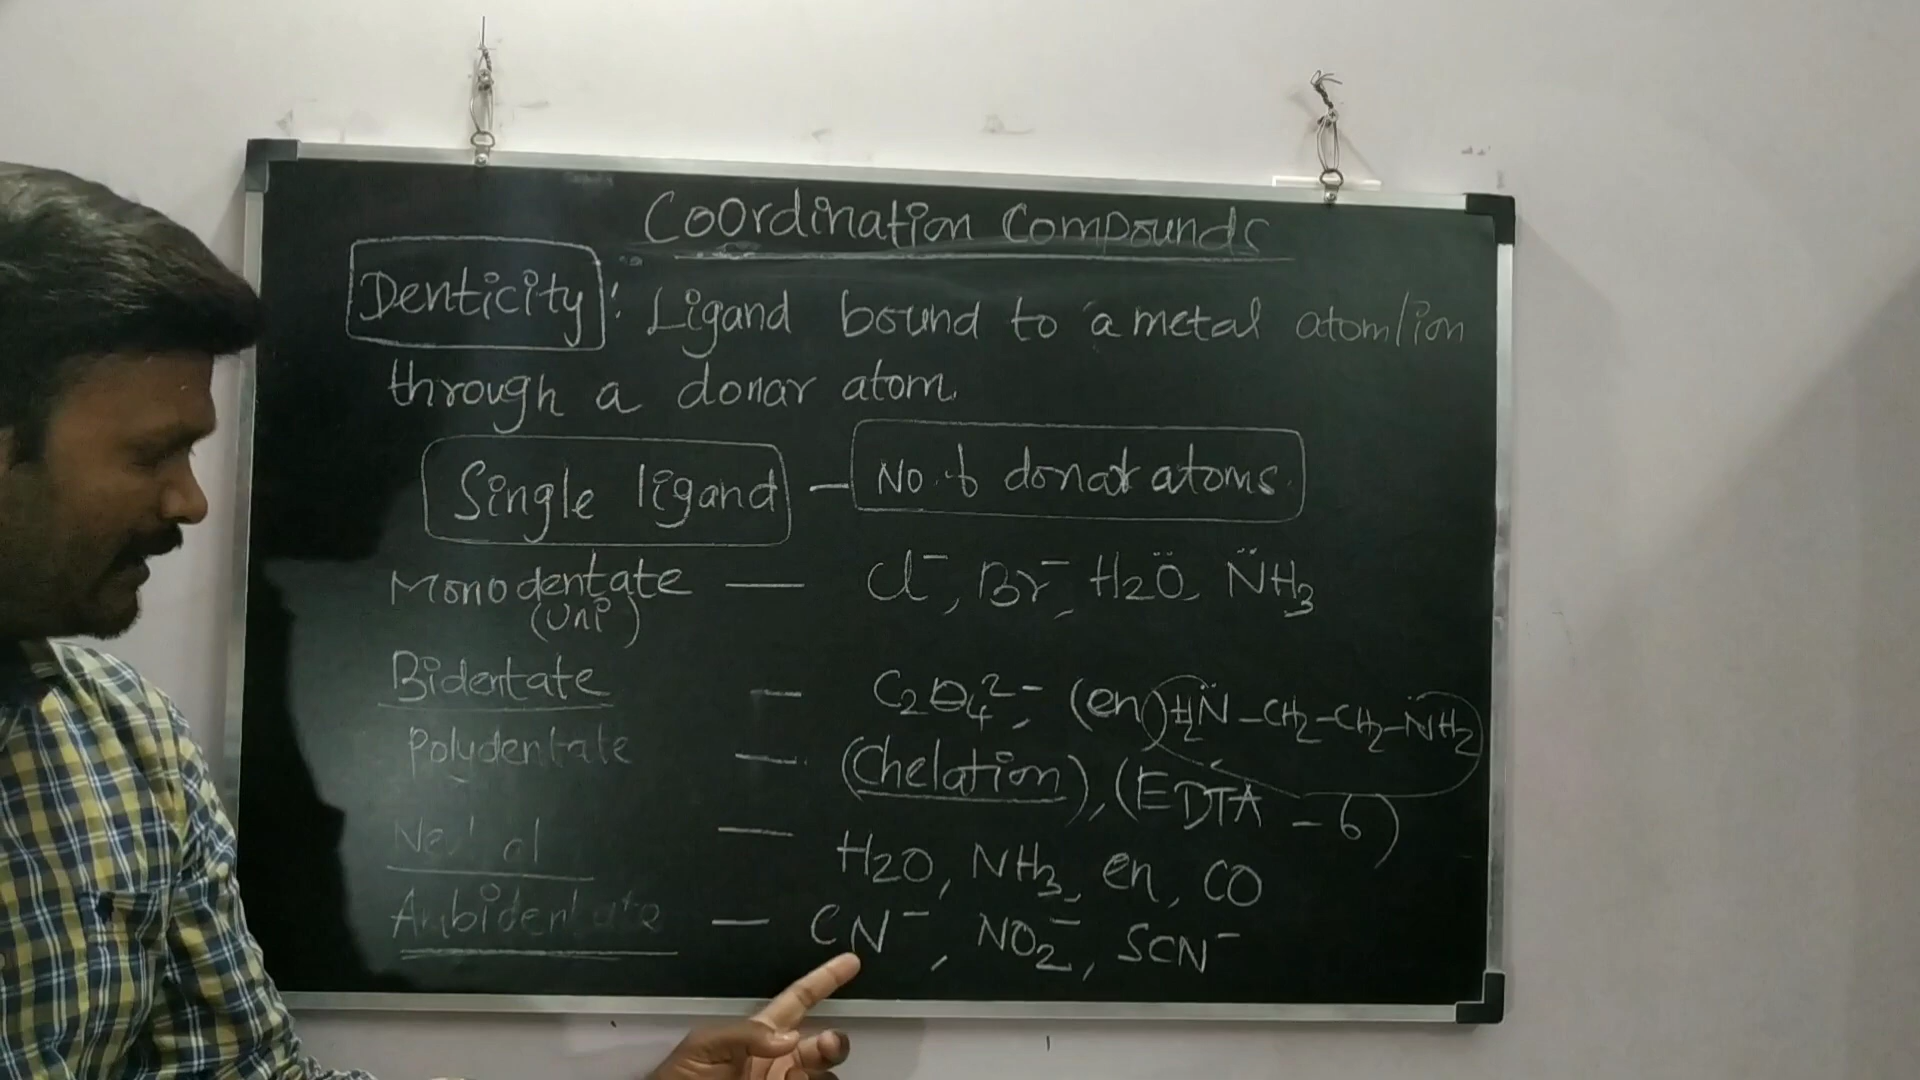 CoOrdination Compounds
Denticity: Ligand bound to a metal atom/ion
through a donar atom.
Single ligand - No. of donar atoms.
Monodentate — Cl⁻, Br⁻, H2Ö, N̈H3
(Uni)
Bidentate — C2O4²⁻, (en) H2N̈-CH2-CH2-N̈H2
Polydentate — (Chelation), (EDTA - 6)
— H2O, NH3, en, CO
Ambidentate — CN⁻, NO2⁻, SCN⁻